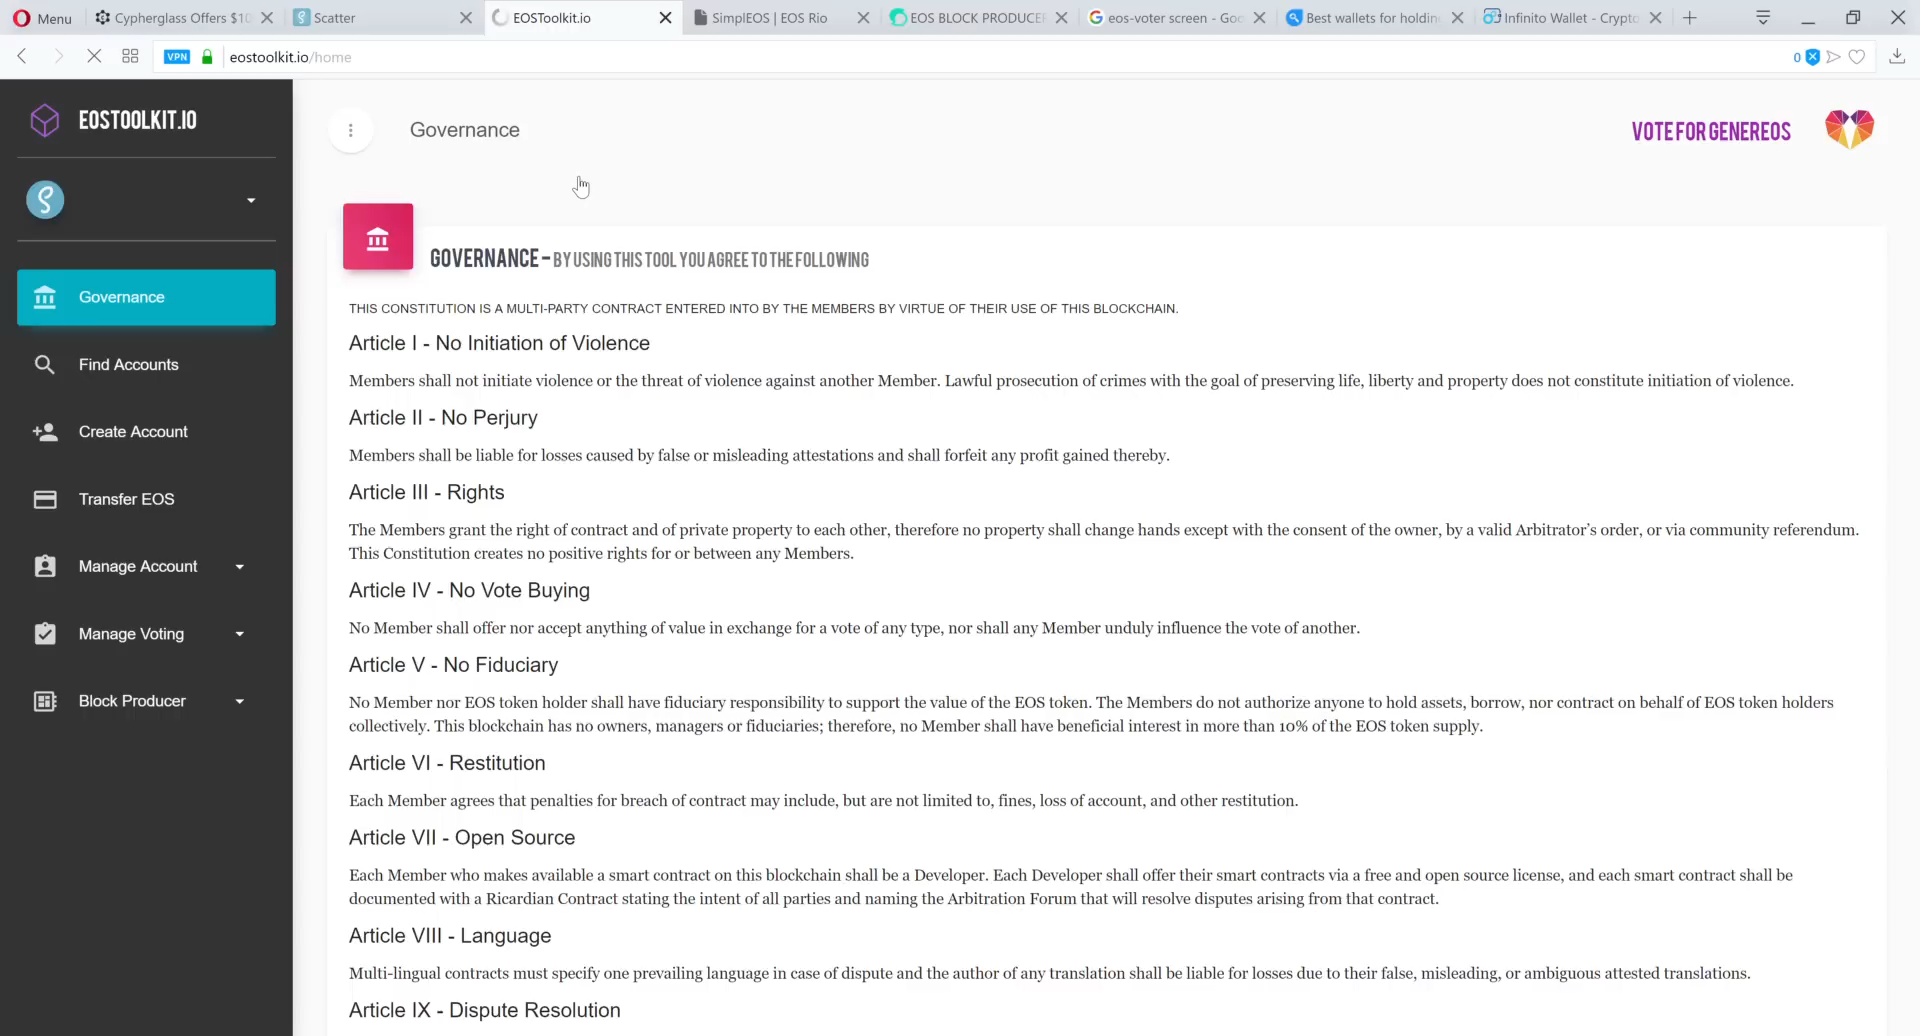 Menu
Cypherglass Offers $10
Scatter
EOSToolkit.io
SimplEOS | EOS Rio
EOS BLOCK PRODUCER
eos-voter screen - Goo
Best wallets for holding
Infinito Wallet - Crypto
VPN
eostoolkit.io/home
0
EOSTOOLKIT.IO
Governance
VOTE FOR GENEREOS
Governance
Find Accounts
Create Account
Transfer EOS
Manage Account
Manage Voting
Block Producer
GOVERNANCE - BY USING THIS TOOL YOU AGREE TO THE FOLLOWING
THIS CONSTITUTION IS A MULTI-PARTY CONTRACT ENTERED INTO BY THE MEMBERS BY VIRTUE OF THEIR USE OF THIS BLOCKCHAIN.
Article I - No Initiation of Violence
Members shall not initiate violence or the threat of violence against another Member. Lawful prosecution of crimes with the goal of preserving life, liberty and property does not constitute initiation of violence.
Article II - No Perjury
Members shall be liable for losses caused by false or misleading attestations and shall forfeit any profit gained thereby.
Article III - Rights
The Members grant the right of contract and of private property to each other, therefore no property shall change hands except with the consent of the owner, by a valid Arbitrator's order, or via community referendum.
This Constitution creates no positive rights for or between any Members.
Article IV - No Vote Buying
No Member shall offer nor accept anything of value in exchange for a vote of any type, nor shall any Member unduly influence the vote of another.
Article V - No Fiduciary
No Member nor EOS token holder shall have fiduciary responsibility to support the value of the EOS token. The Members do not authorize anyone to hold assets, borrow, nor contract on behalf of EOS token holders
collectively. This blockchain has no owners, managers or fiduciaries; therefore, no Member shall have beneficial interest in more than 10% of the EOS token supply.
Article VI - Restitution
Each Member agrees that penalties for breach of contract may include, but are not limited to, fines, loss of account, and other restitution.
Article VII - Open Source
Each Member who makes available a smart contract on this blockchain shall be a Developer. Each Developer shall offer their smart contracts via a free and open source license, and each smart contract shall be
documented with a Ricardian Contract stating the intent of all parties and naming the Arbitration Forum that will resolve disputes arising from that contract.
Article VIII - Language
Multi-lingual contracts must specify one prevailing language in case of dispute and the author of any translation shall be liable for losses due to their false, misleading, or ambiguous attested translations.
Article IX - Dispute Resolution